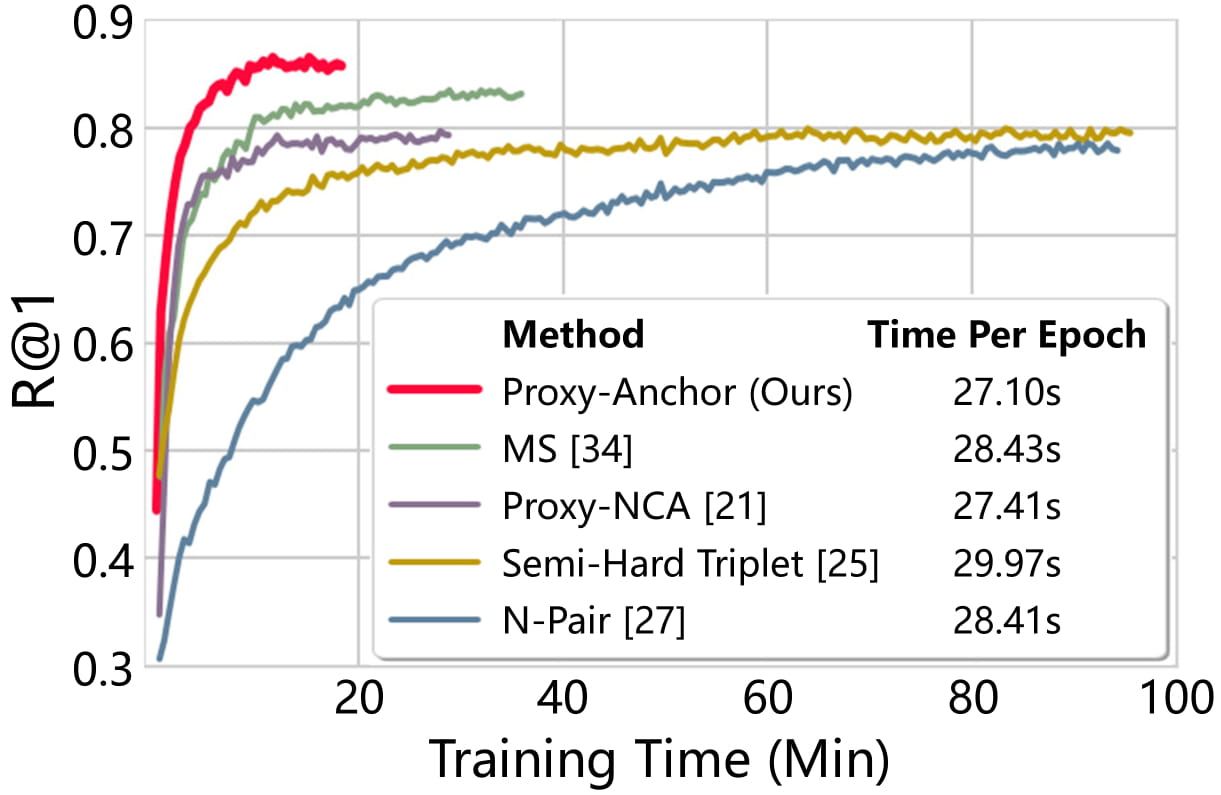 0.9
0.8
0.7
0.6
0.5
0.4
0.3
R@1
Method Time Per Epoch
Proxy-Anchor (Ours) 27.10s
MS [34] 28.43s
Proxy-NCA [21] 27.41s
Semi-Hard Triplet [25] 29.97s
N-Pair [27] 28.41s
20 40 60 80 100
Training Time (Min)